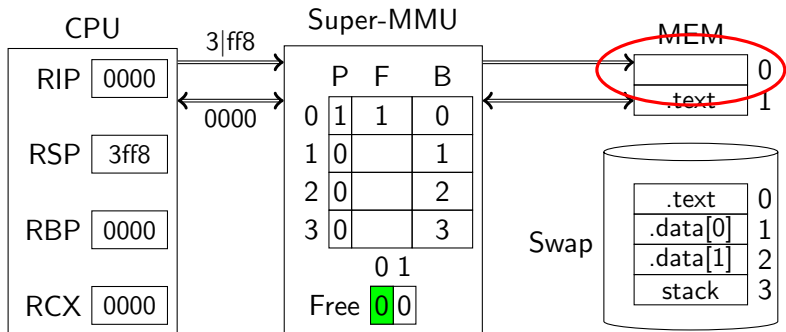 CPU
RIP 0000
RSP 3ff8
RBP 0000
RCX 0000
3|ff8
0000
Super-MMU
P F B
0 1 1 0
1 0 1
2 0 2
3 0 3
0 1
Free 0 0
MEM
0
.text 1
Swap
.text 0
.data[0] 1
.data[1] 2
stack 3